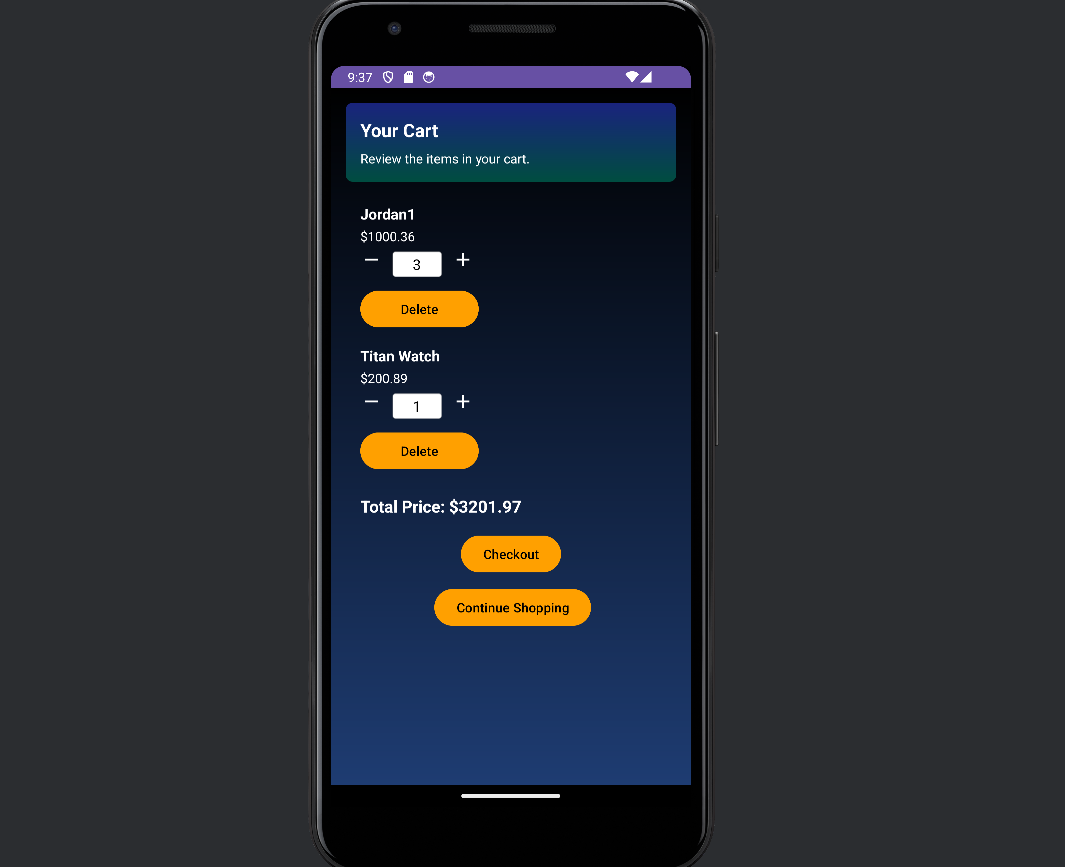 9:37
Your Cart
Review the items in your cart.
Jordan1
$1000.36
− 3 +
Delete
Titan Watch
$200.89
− 1 +
Delete
Total Price: $3201.97
Checkout
Continue Shopping